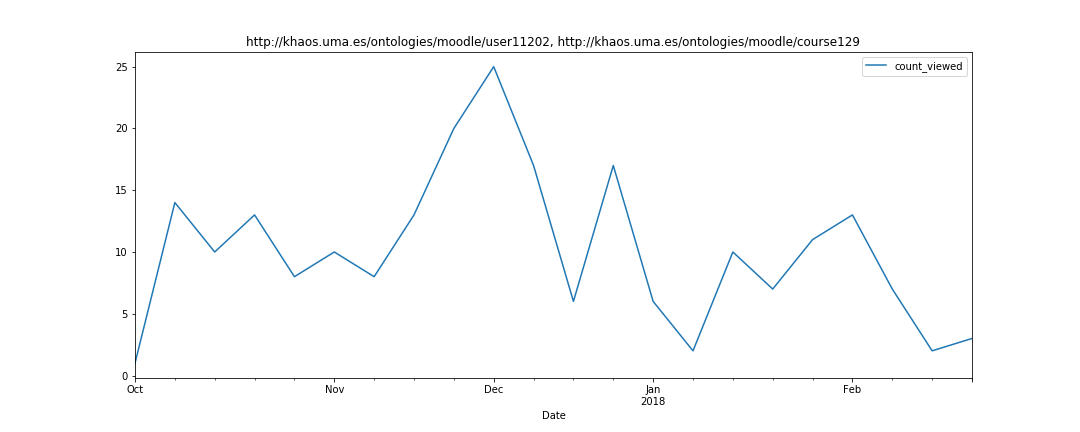 http://khaos.uma.es/ontologies/moodle/user11202, http://khaos.uma.es/ontologies/moodle/course129
count_viewed
25
20
15
10
5
0
Oct
Nov
Dec
Jan
2018
Feb
Date